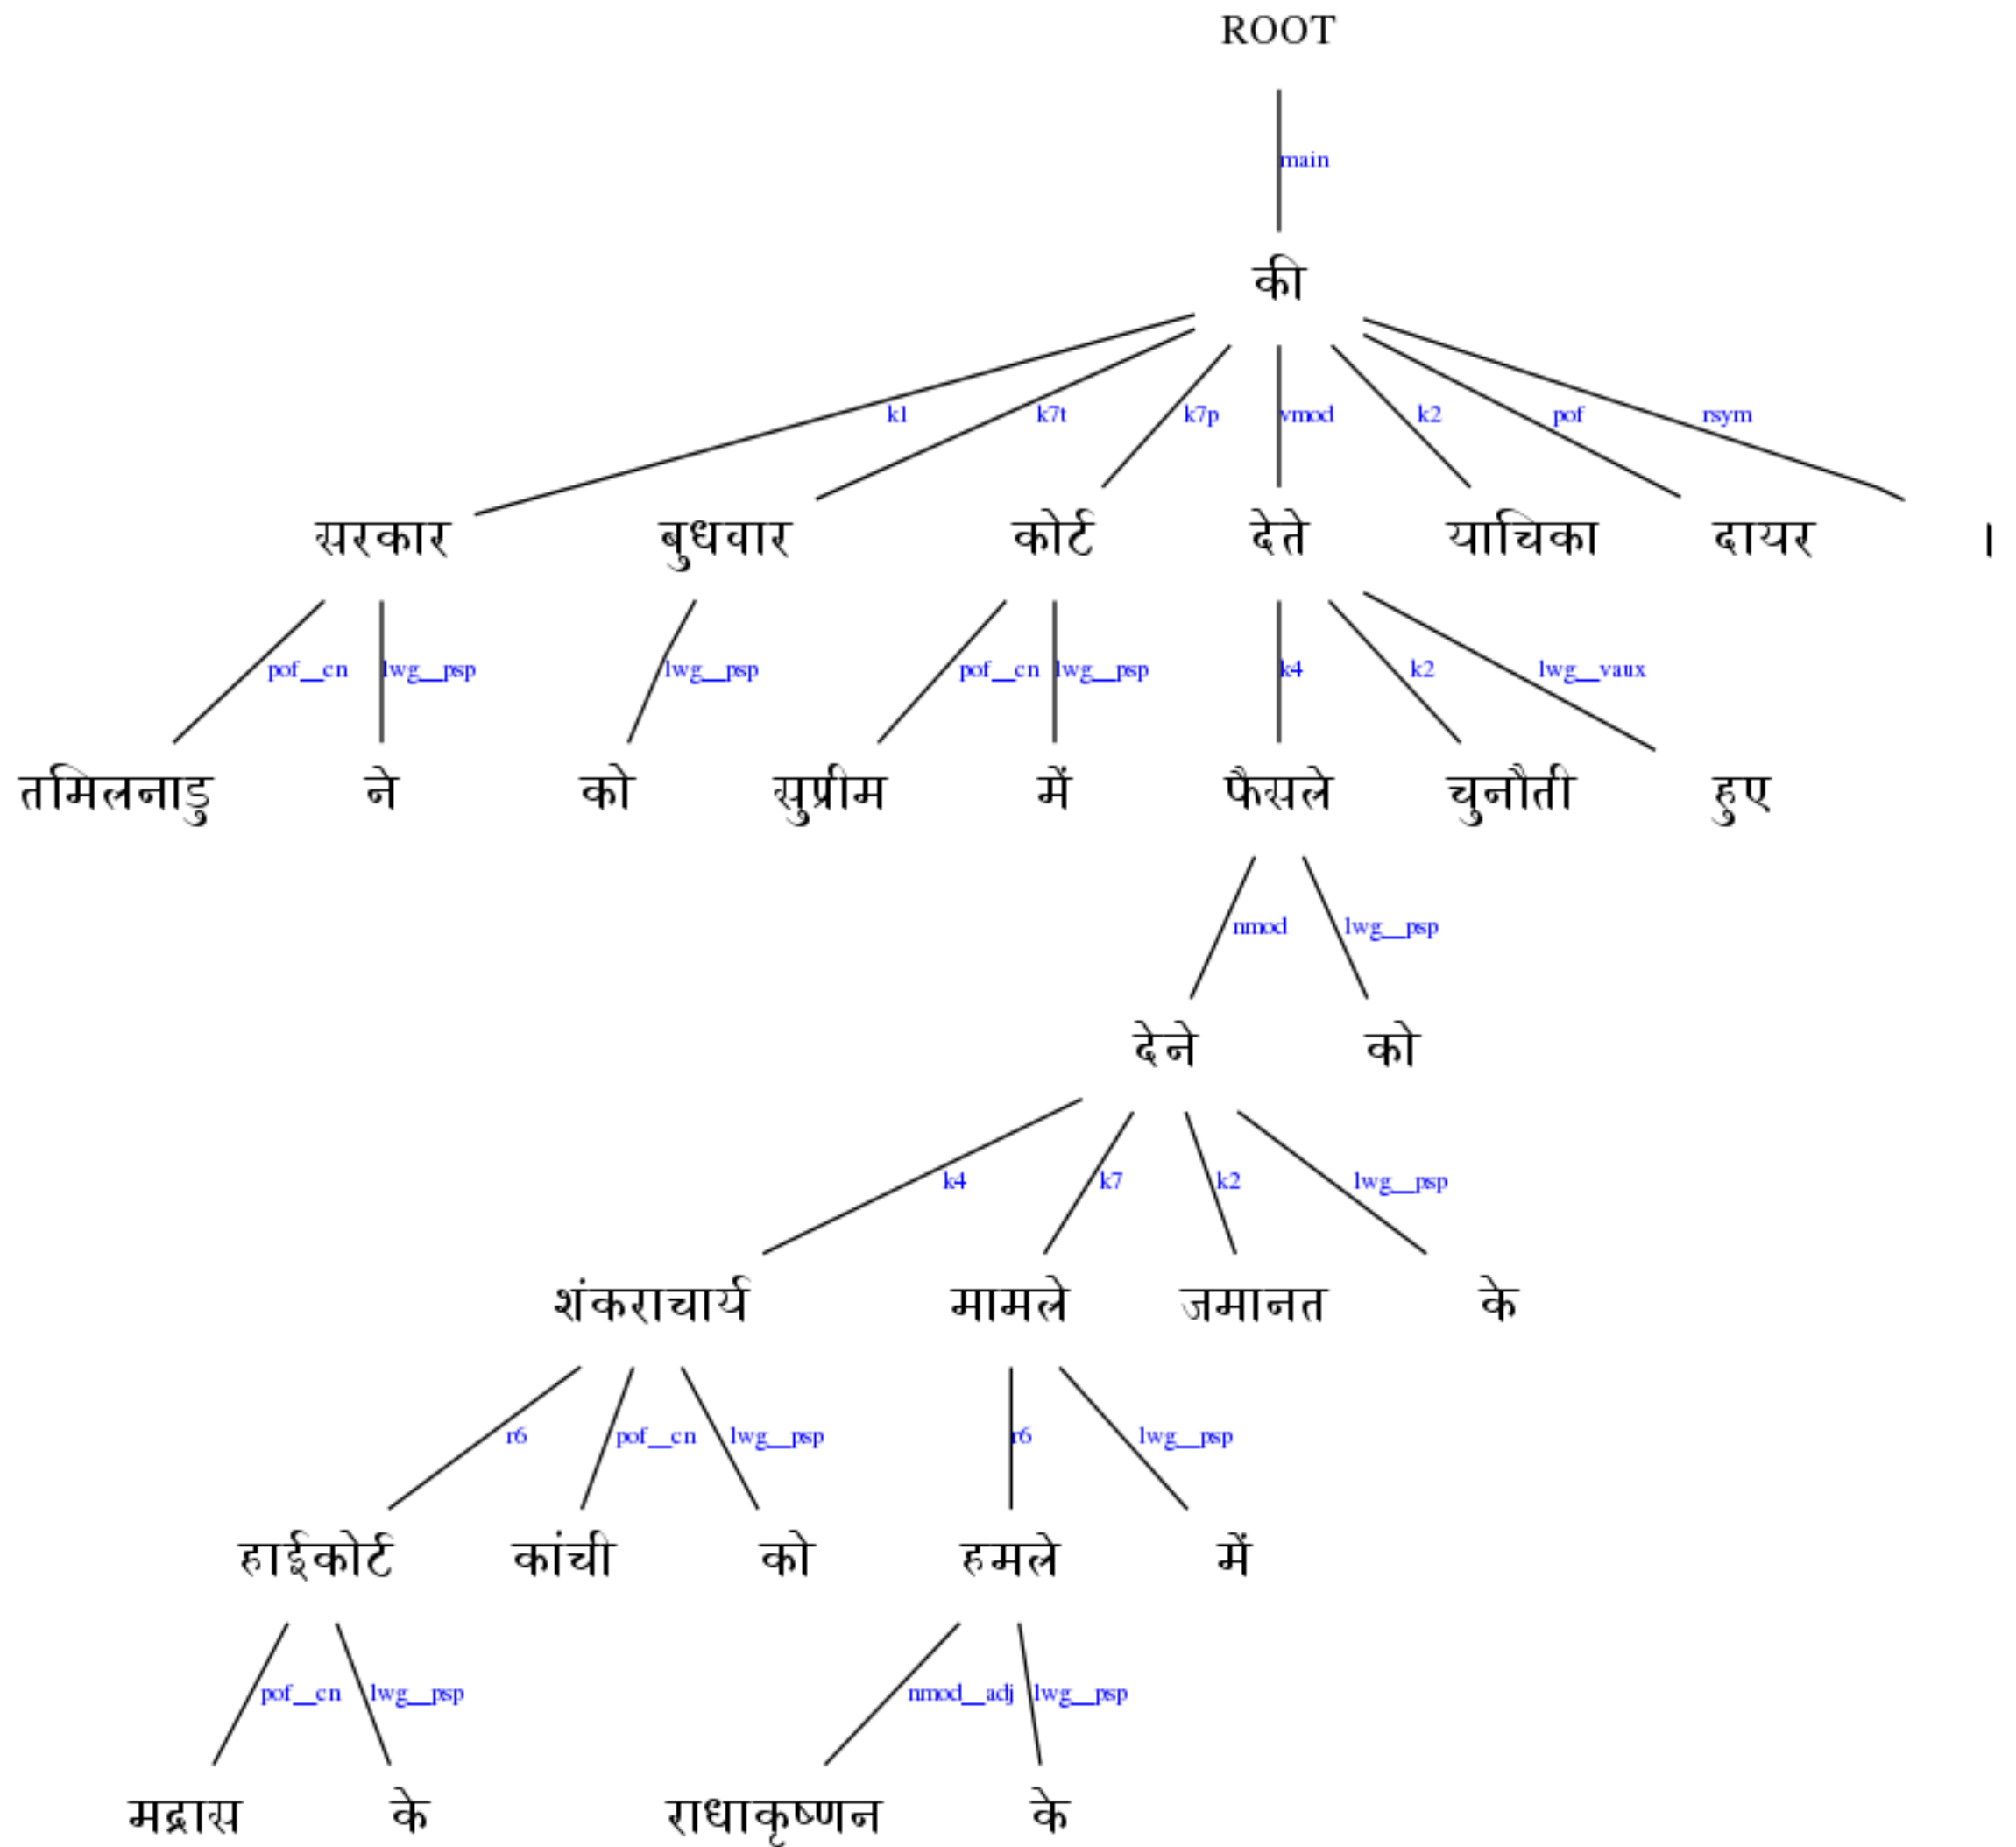 ROOT
main
की
k1 k7t k7p vmod k2 pof rsym
सरकार बुधवार कोर्ट देते याचिका दायर ।
pof__cn lwg__psp lwg__psp pof__cn lwg__psp k4 k2 lwg__vaux
तमिलनाडु ने को सुप्रीम में फैसले चुनौती हुए
nmod lwg__psp
देने को
k4 k7 k2 lwg__psp
शंकराचार्य मामले जमानत के
r6 pof__cn lwg__psp r6 lwg__psp
हाईकोर्ट कांची को हमले में
pof__cn lwg__psp nmod__adj lwg__psp
मद्रास के राधाकृष्णन के